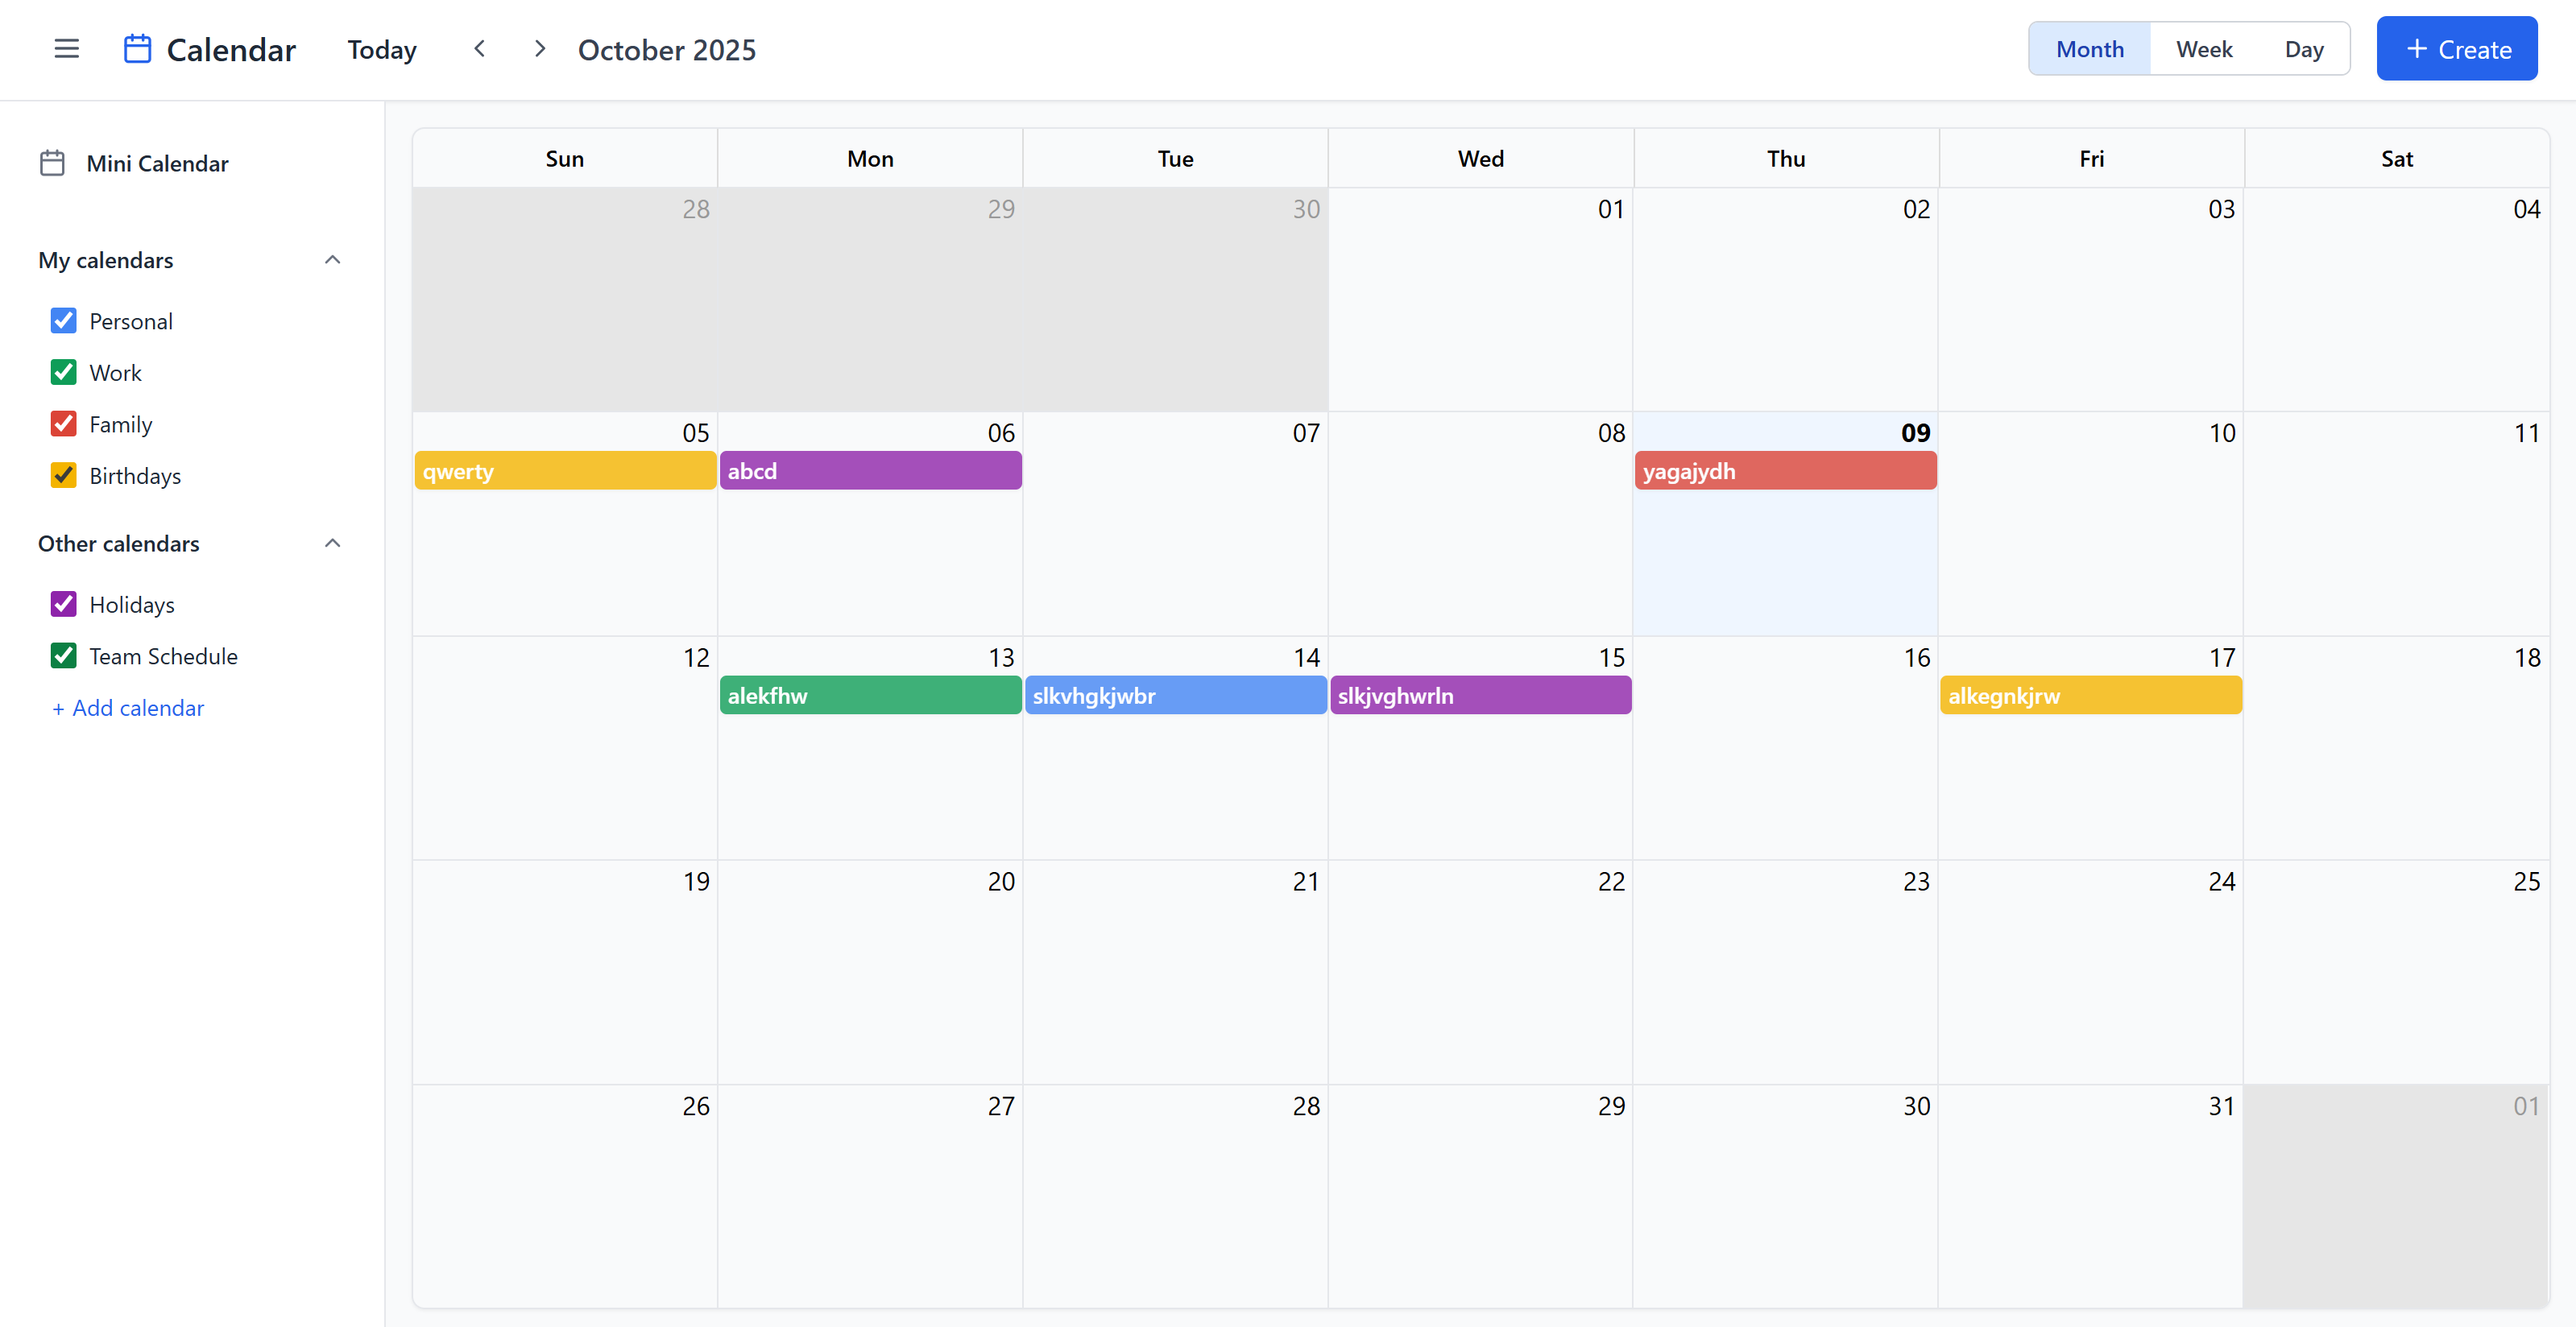 Calendar Today October 2025 Month Week Day + Create
Mini Calendar
My calendars
Personal
Work
Family
Birthdays
Other calendars
Holidays
Team Schedule
+ Add calendar
Sun Mon Tue Wed Thu Fri Sat
28 29 30 01 02 03 04
05 06 07 08 09 10 11
qwerty abcd yagajydh
12 13 14 15 16 17 18
alekfhw slkvhgkjwbr slkjvghwrln alkegnkjrw
19 20 21 22 23 24 25
26 27 28 29 30 31 01